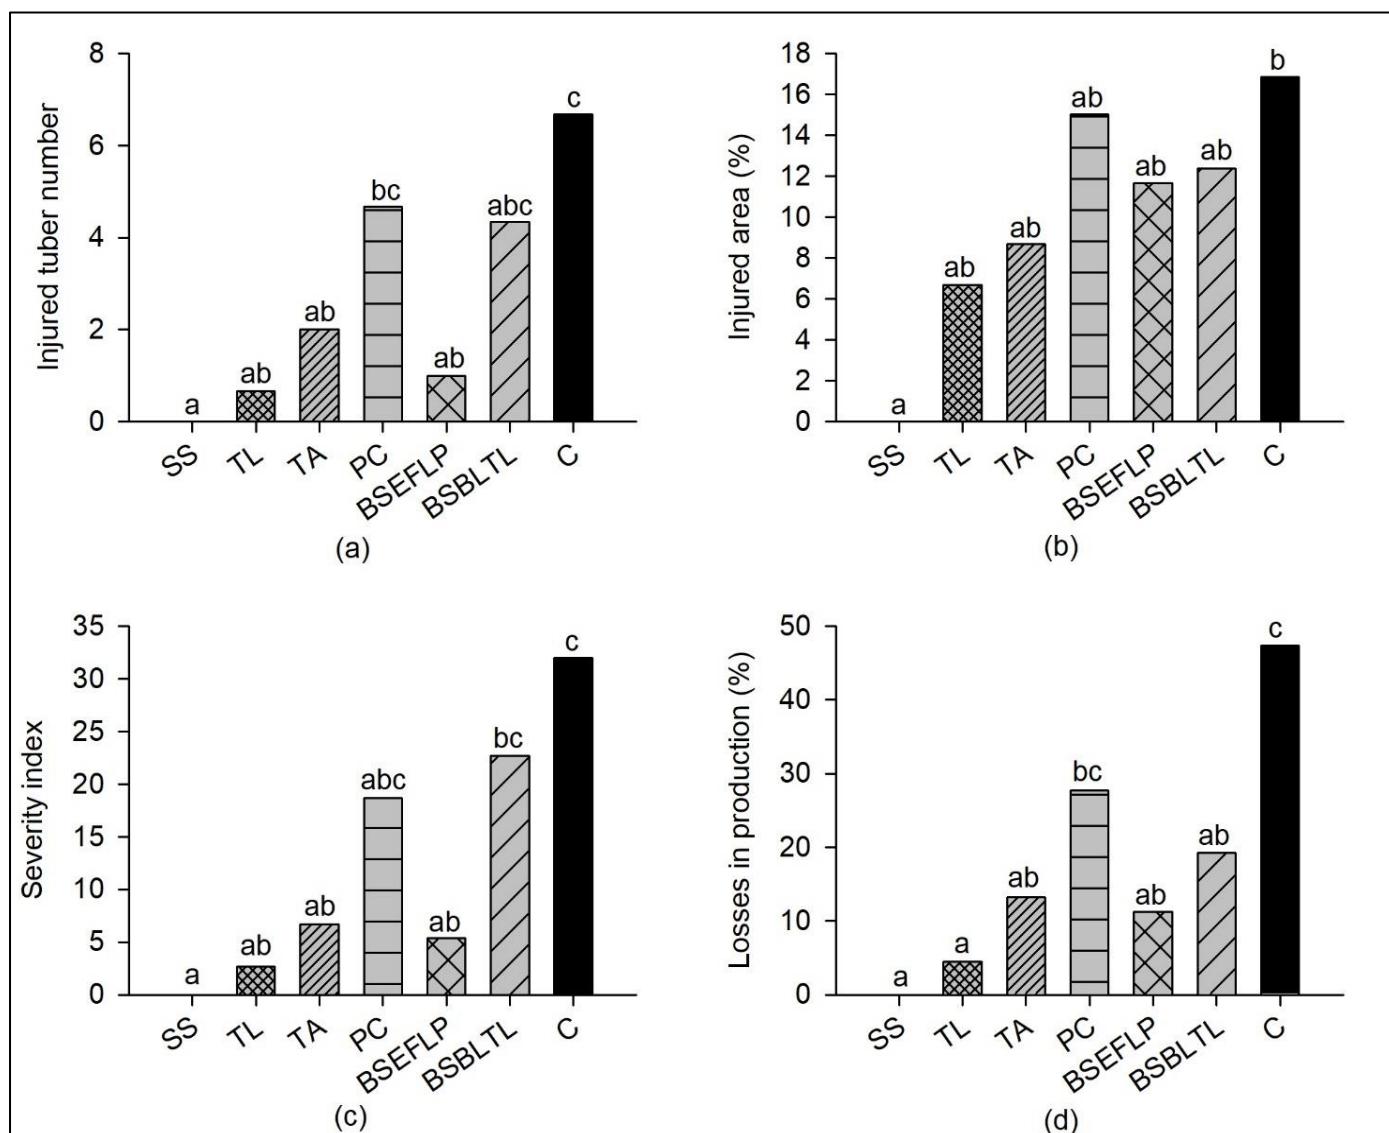 8
6
4
2
0
Injured tuber number
a
ab
ab
bc
ab
abc
c
SS
TL
TA
PC
BSEFLP
BSBLTL
C
(a)
18
16
14
12
10
8
6
4
2
0
Injured area (%)
a
ab
ab
ab
ab
ab
b
SS
TL
TA
PC
BSEFLP
BSBLTL
C
(b)
35
30
25
20
15
10
5
0
Severity index
a
ab
ab
abc
ab
bc
c
SS
TL
TA
PC
BSEFLP
BSBLTL
C
(c)
50
40
30
20
10
0
Losses in production (%)
a
a
ab
bc
ab
ab
c
SS
TL
TA
PC
BSEFLP
BSBLTL
C
(d)